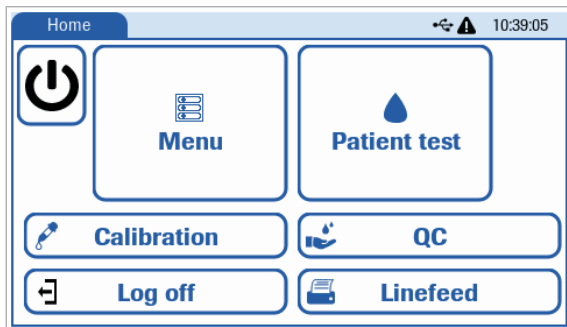 Home
10:39:05
Menu
Patient test
Calibration
QC
Log off
Linefeed